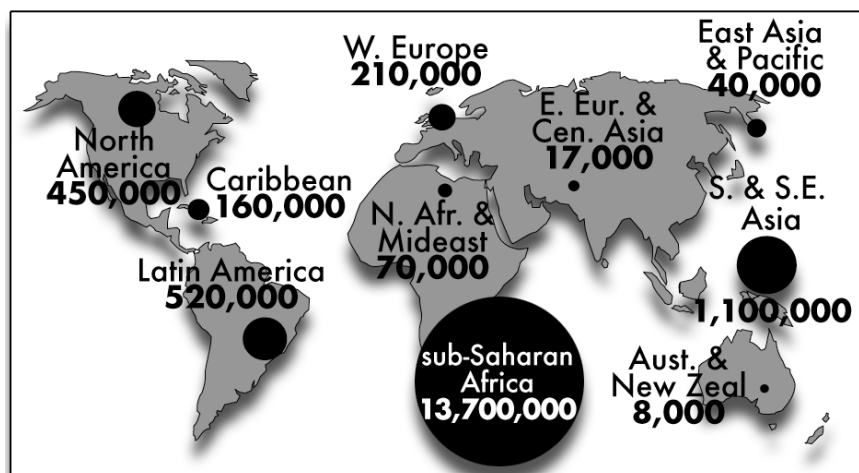 W. Europe
210,000
East Asia
& Pacific
40,000
North
America
450,000
Caribbean
160,000
E. Eur. &
Cen. Asia
17,000
N. Afr. &
Mideast
70,000
S. & S.E.
Asia
1,100,000
Latin America
520,000
sub-Saharan
Africa
13,700,000
Aust. &
New Zeal
8,000